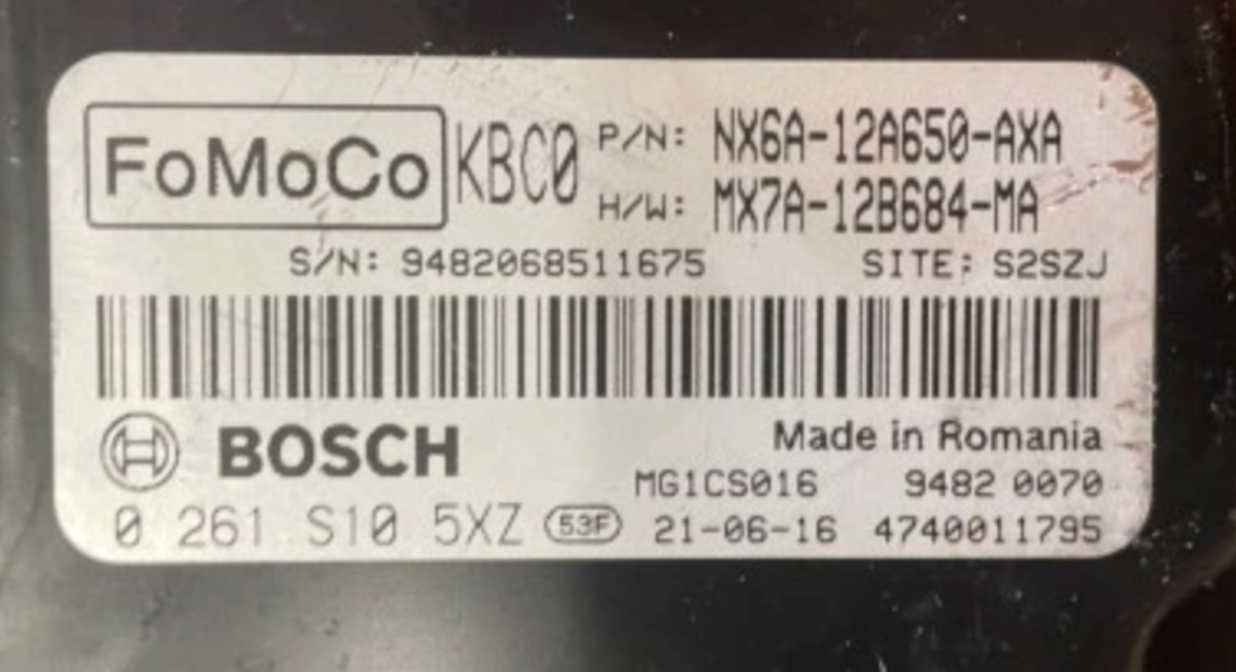 FoMoCo KBC0 P/N: NX6A-12A650-AXA
H/W: MX7A-12B684-MA
S/N: 9482068511675 SITE: S2SZJ
BOSCH Made in Romania
MG1CS016 9482 0070
0 261 S10 5XZ 53F 21-06-16 4740011795